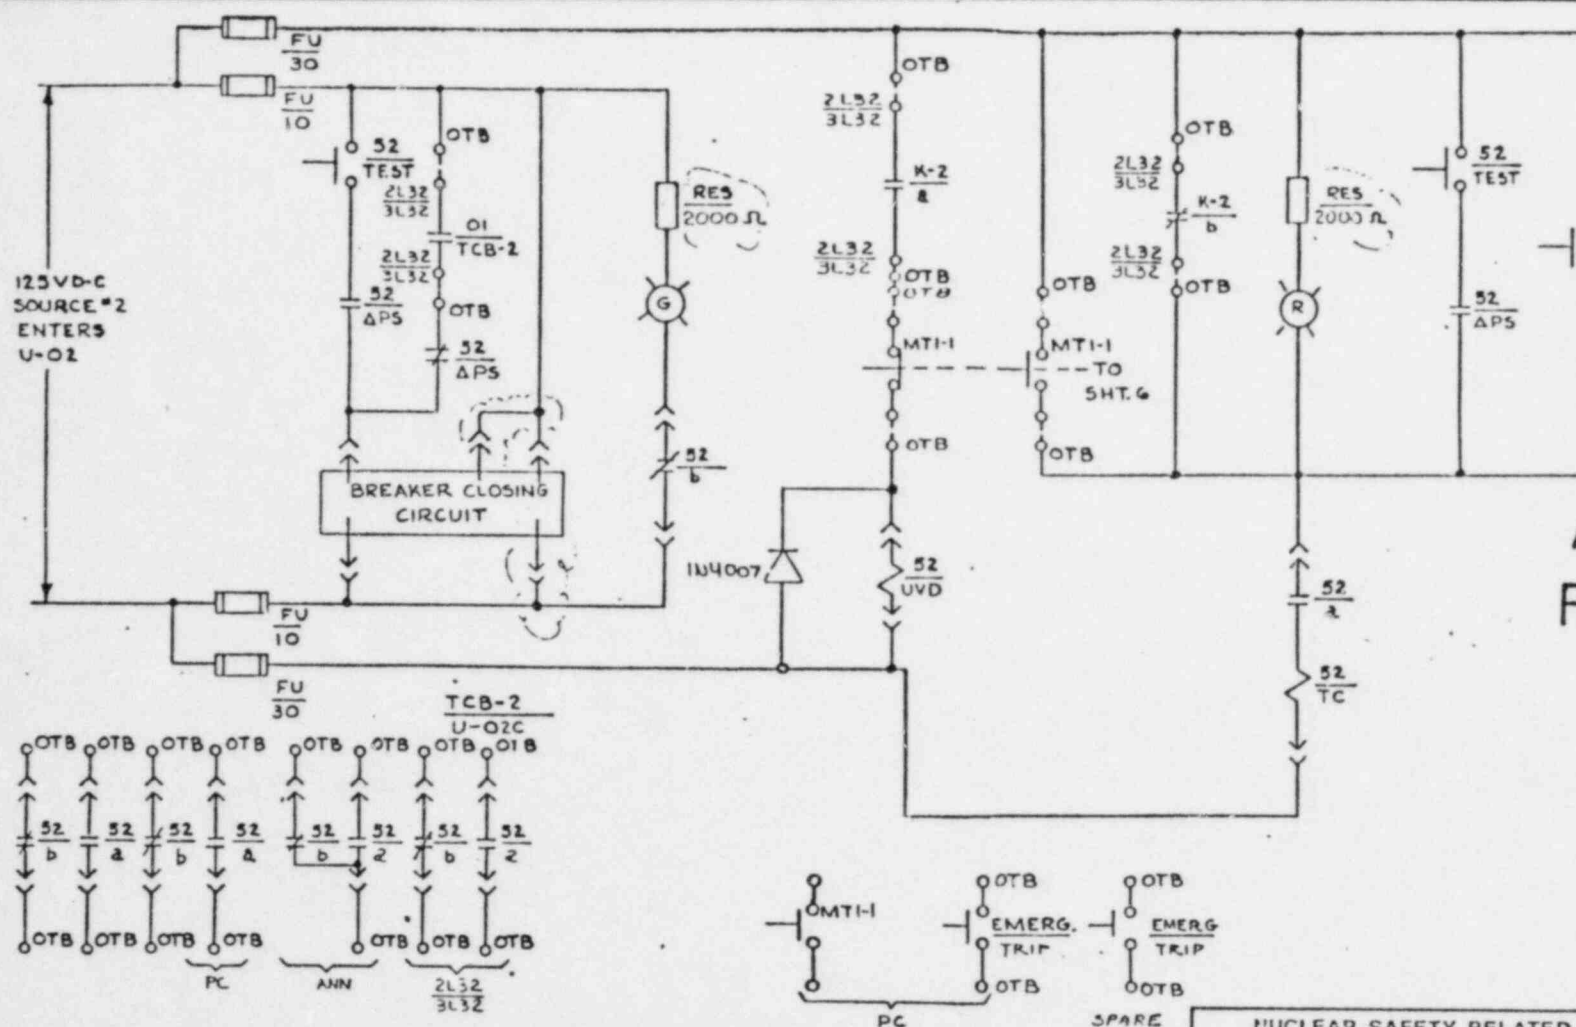 FU
30
FU
10
125VD-C
SOURCE #2
ENTERS
U-02
52
TEST
OTB
2L32
3L32
01
TCB-2
2L32
3L32
52
ΔPS
OTB
52
ΔPS
RES
2000 Ω
G
52
b
BREAKER CLOSING
CIRCUIT
FU
10
FU
30
OTB
2L32
3L32
K-2
a
2L32
3L32
OTB
OTB
MT1-1
OTB
OTB
MT1-1
TO
SHT. 6
OTB
1N4007
52
UVD
OTB
2L32
3L32
K-2
b
2L32
3L32
OTB
RES
2000 Ω
R
52
TEST
52
ΔPS
52
a
52
TC
TCB-2
U-02C
OTB OTB OTB OTB OTB OTB OTB OTB
52
b
52
a
52
b
52
a
52
b
52
2
52
b
52
2
OTB OTB OTB OTB OTB OTB OTB
PC
ANN
2L32
3L32
MT1-1
OTB
EMERG.
TRIP
OTB
PC
OTB
EMERG
TRIP
OTB
SPARE
NUCLEAR SAFETY RELATED